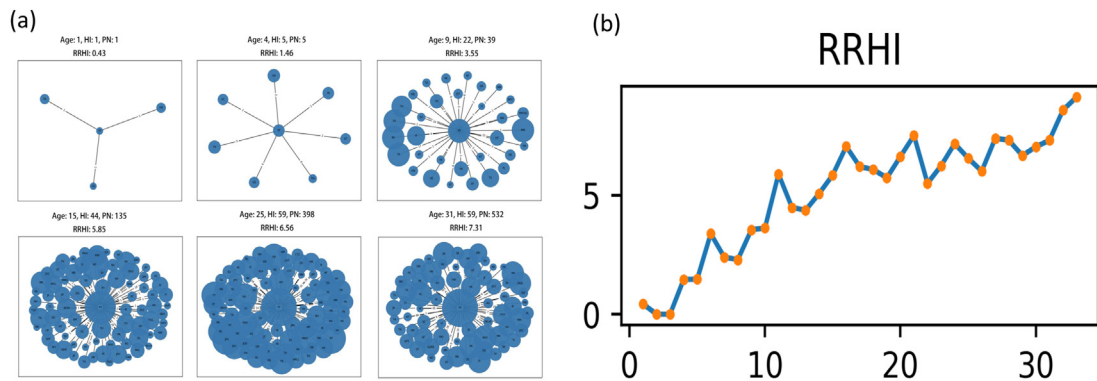 (a)
Age: 1, HI: 1, PN: 1
RRHI: 0.43
Age: 4, HI: 5, PN: 5
RRHI: 1.46
Age: 9, HI: 22, PN: 39
RRHI: 3.55
Age: 15, HI: 44, PN: 135
RRHI: 5.85
Age: 25, HI: 59, PN: 398
RRHI: 6.56
Age: 31, HI: 59, PN: 532
RRHI: 7.31
(b)
RRHI
5
0
0 10 20 30